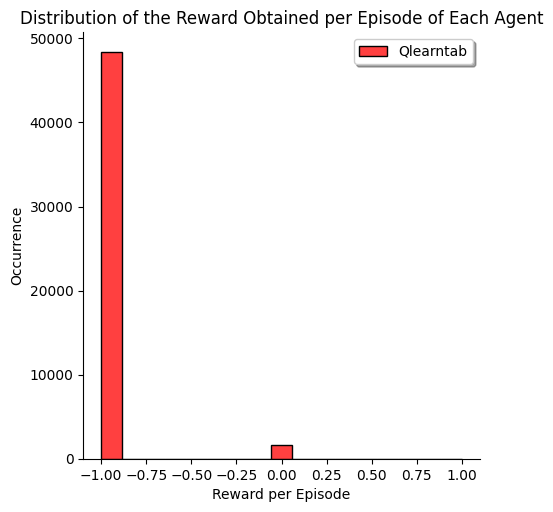 Distribution of the Reward Obtained per Episode of Each Agent
Qlearntab
50000
40000
30000
20000
10000
0
Occurrence
−1.00 −0.75 −0.50 −0.25 0.00 0.25 0.50 0.75 1.00
Reward per Episode